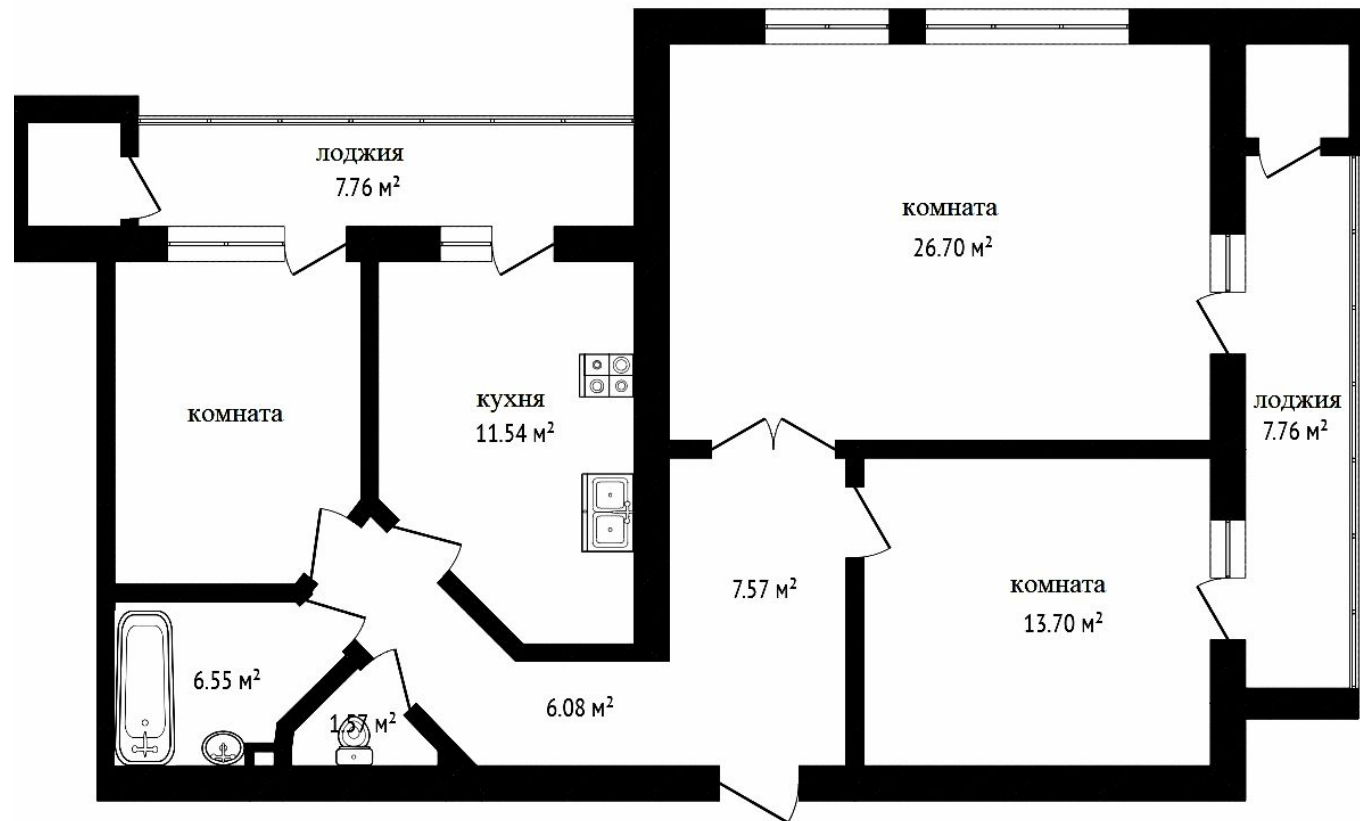 лоджия
7.76 м²
комната
26.70 м²
комната
кухня
11.54 м²
лоджия
7.76 м²
7.57 м²
комната
13.70 м²
6.55 м²
1.57 м²
6.08 м²